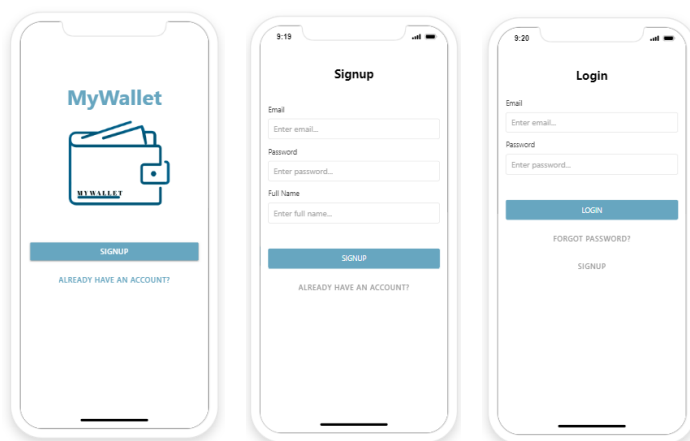 MyWallet
MYWALLET
SIGNUP
ALREADY HAVE AN ACCOUNT?
9:19
Signup
Email
Enter email...
Password
Enter password...
Full Name
Enter full name...
SIGNUP
ALREADY HAVE AN ACCOUNT?
9:20
Login
Email
Enter email...
Password
Enter password...
LOGIN
FORGOT PASSWORD?
SIGNUP